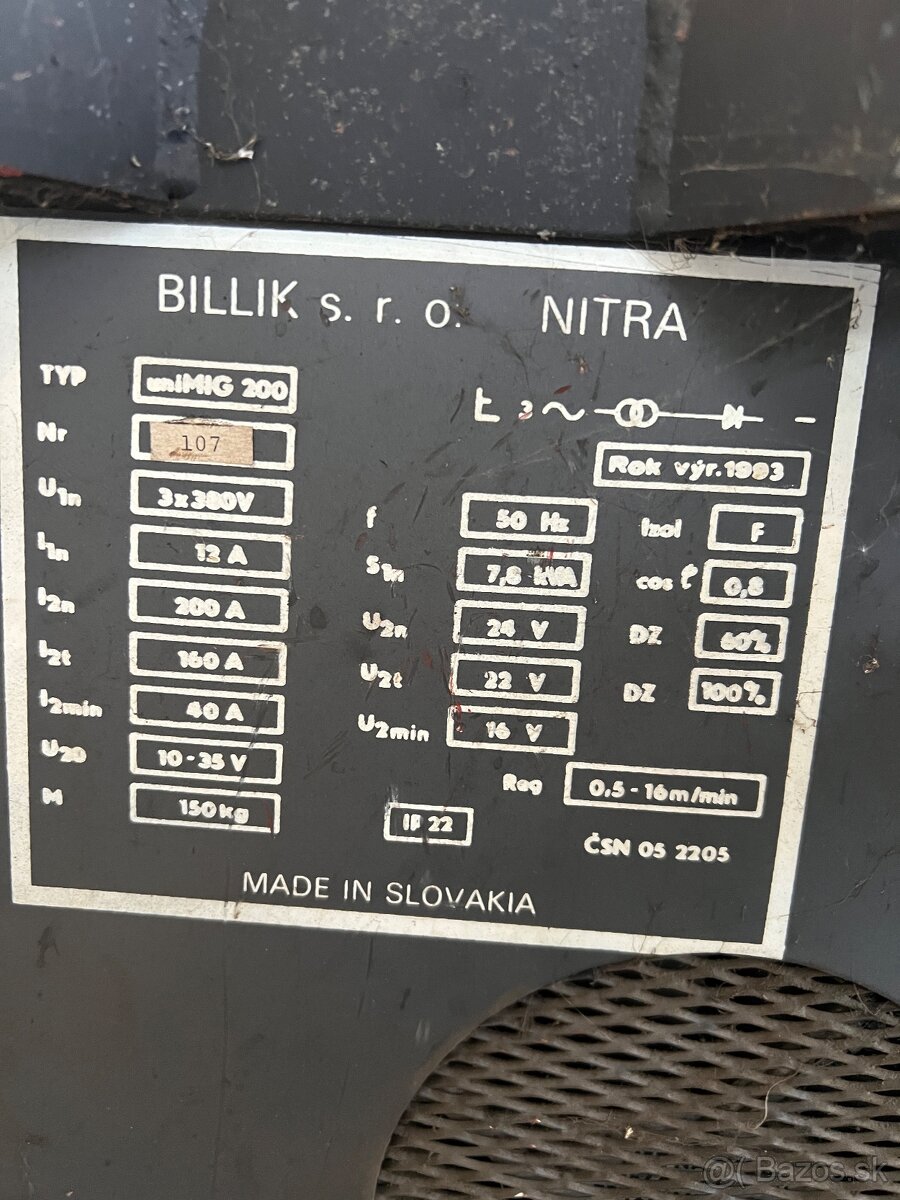 BILLIK s. r. o. NITRA
TYP uniMIG 200
Nr 107
3 ~ –
Rok výr. 1993
U1n 3x380V f 50 Hz Izol F
I1n 12 A S1n 7,8 kVA cos φ 0,8
I2n 200 A U2n 24 V DZ 60%
I2t 160 A U2t 22 V DZ 100%
I2min 40 A U2min 16 V
U20 10-35 V Reg 0,5-16m/min
M 150kg IP 22 ČSN 05 2205
MADE IN SLOVAKIA
@( Bazos.sk